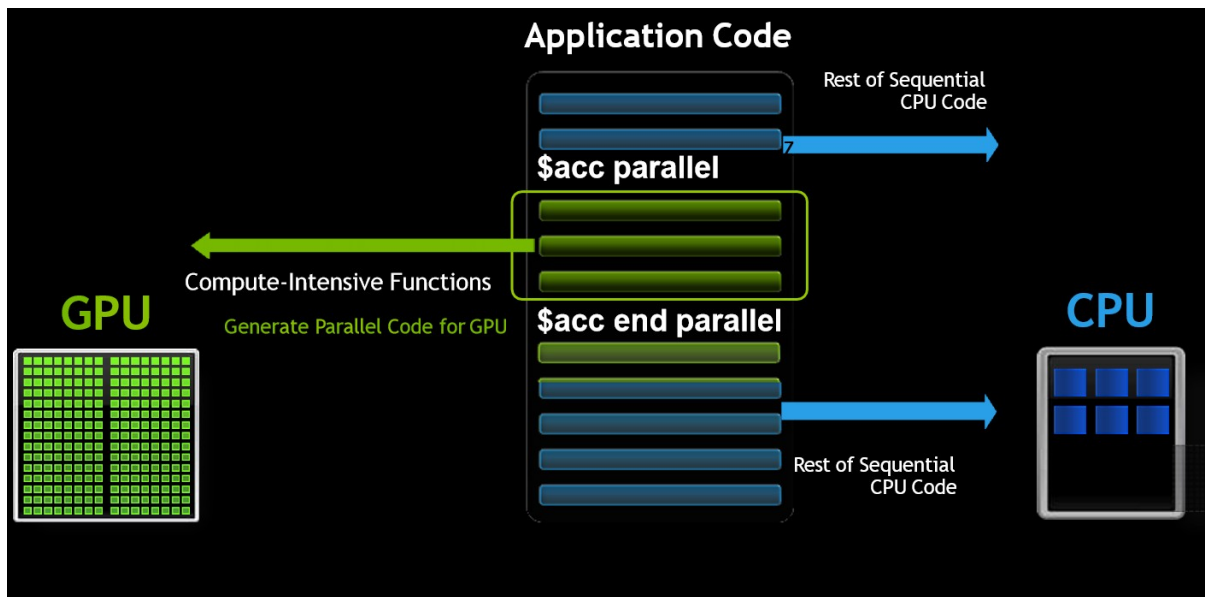 Application Code
Rest of Sequential
CPU Code
7
$acc parallel
Compute-Intensive Functions
GPU
Generate Parallel Code for GPU
$acc end parallel
CPU
Rest of Sequential
CPU Code